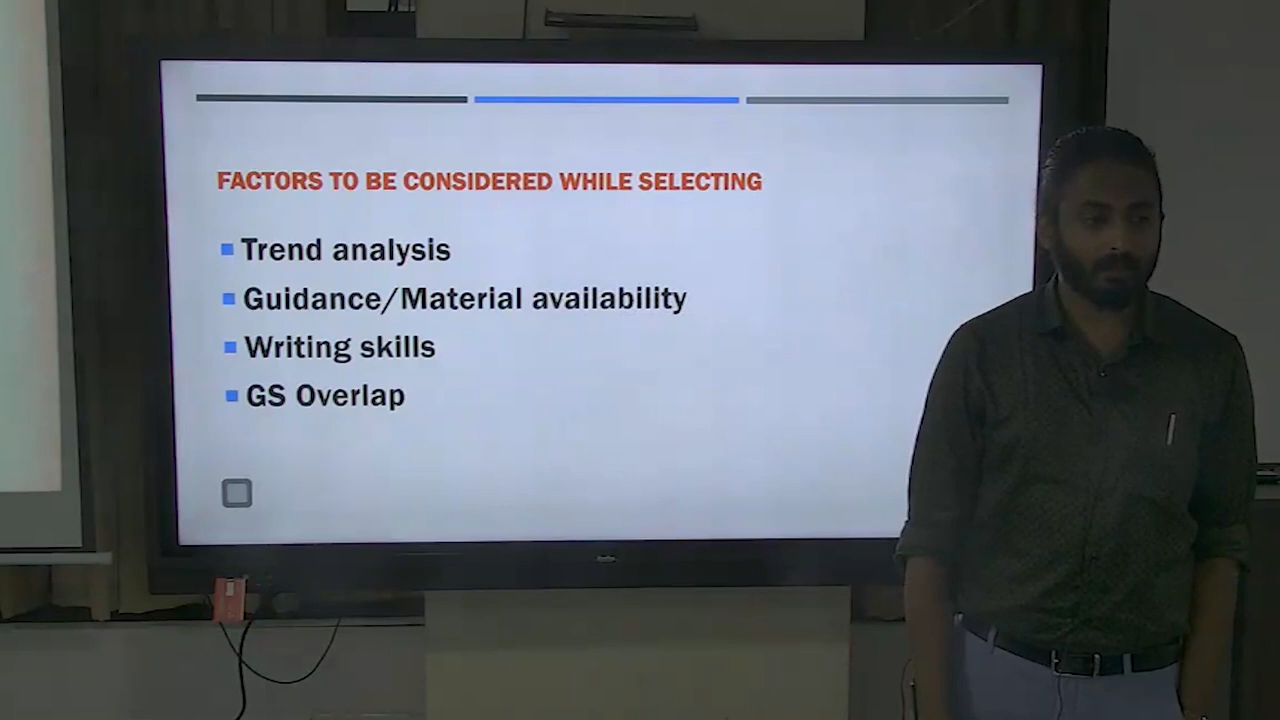 FACTORS TO BE CONSIDERED WHILE SELECTING
Trend analysis
Guidance/Material availability
Writing skills
GS Overlap